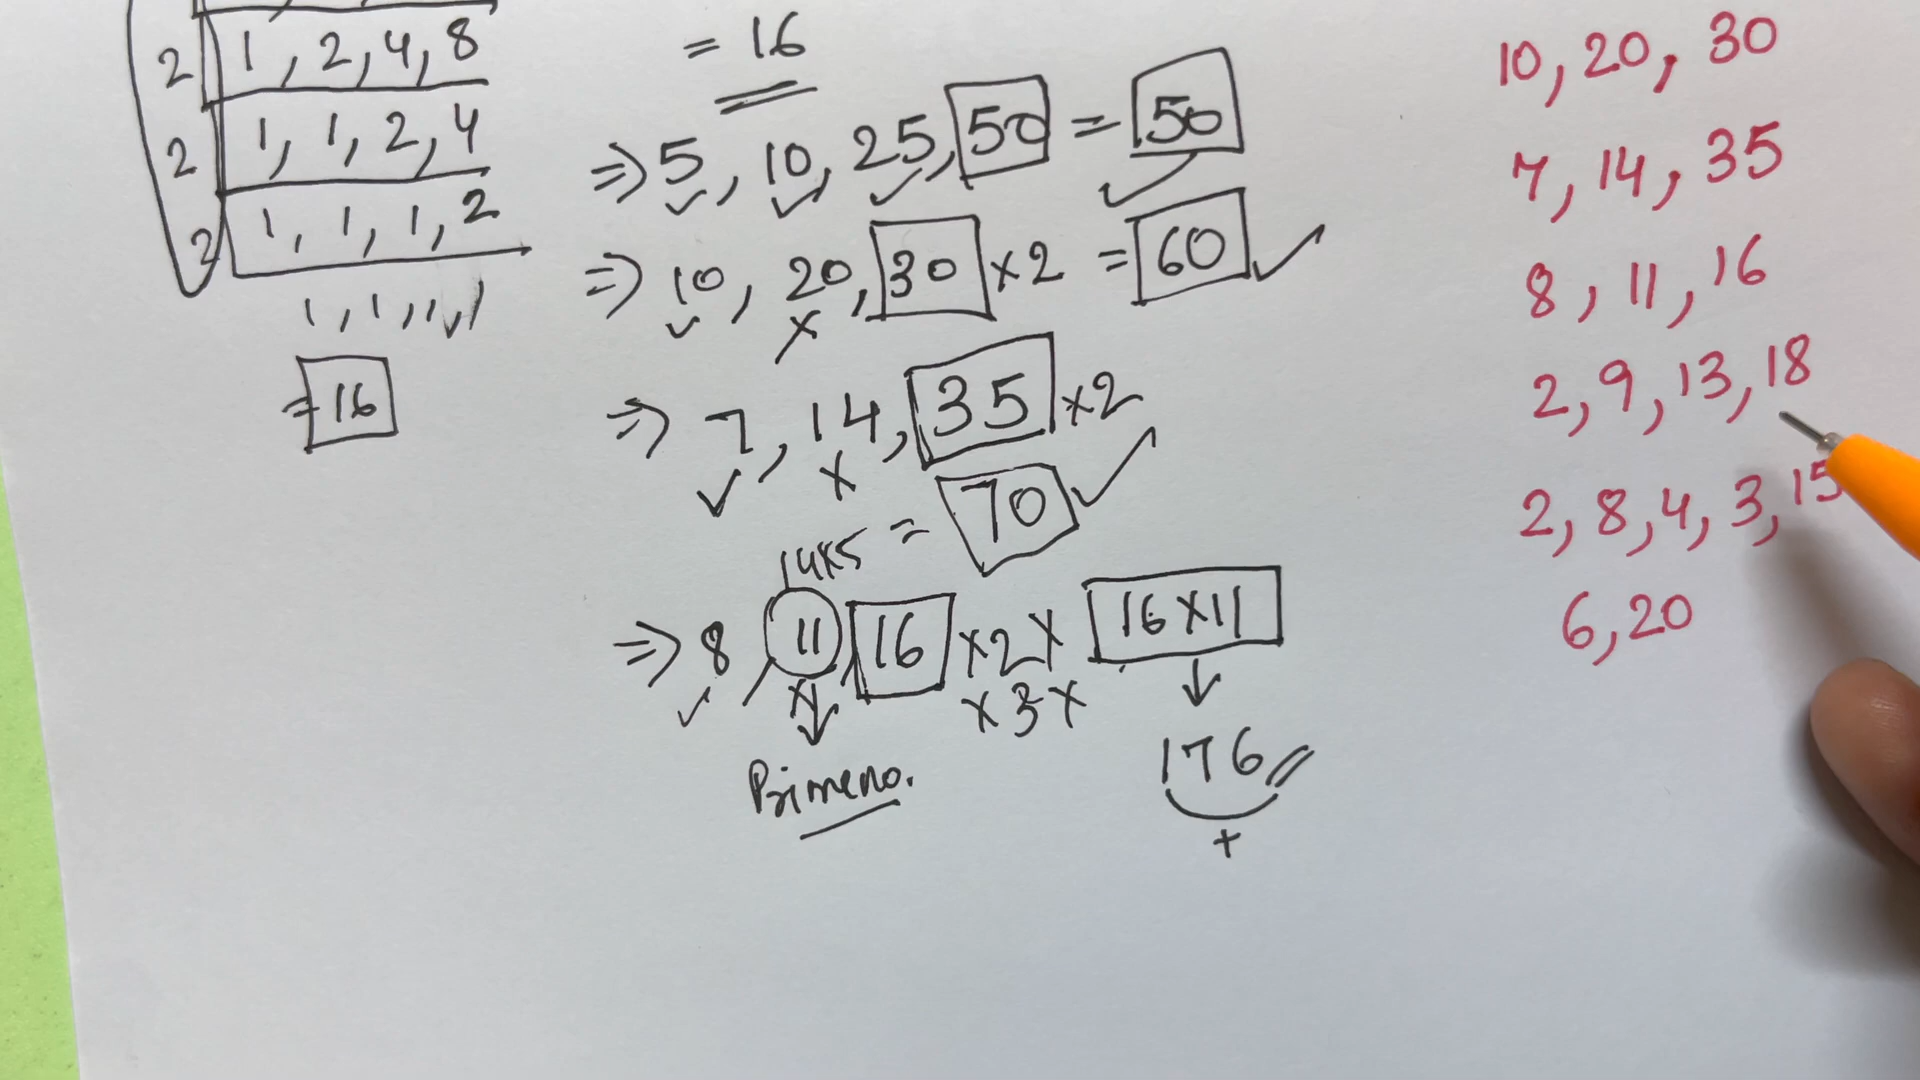 2 | 1, 2, 4, 8
2 | 1, 1, 2, 4
2 | 1, 1, 1, 2
1, 1, 1, 1
= 16
= 16
⇒ 5, 10, 25, 50 = 50
✓ ✓ ✓ ✓
⇒ 10, 20, 30 ×2 = 60 ✓
✓ ×
⇒ 7, 14, 35 ×2
✓ ×
14×5 = 70 ✓
⇒ 8, 11, 16 ×2× 16×11
✓ × ×3×
↓ ↓
Prime no. 176
+
10, 20, 30
7, 14, 35
8, 11, 16
2, 9, 13, 18
2, 8, 4, 3, 15
6, 20